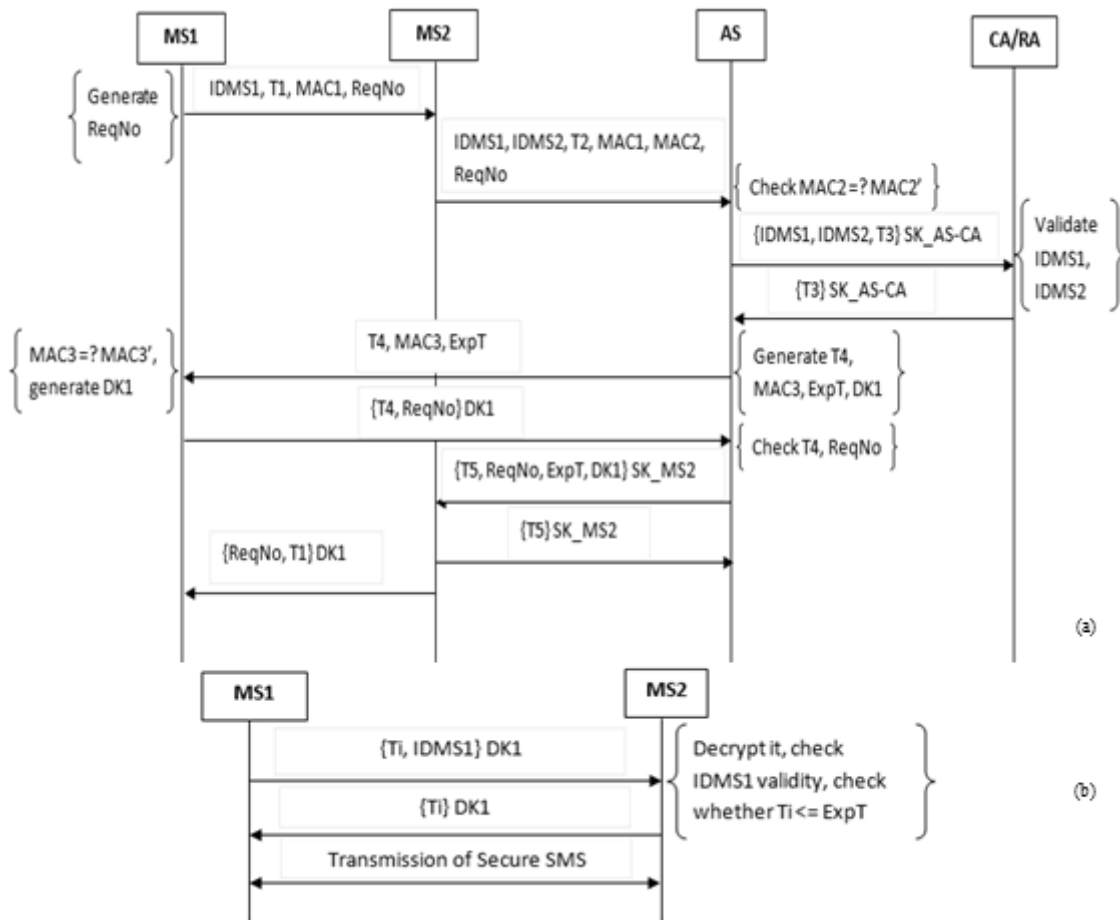 MS1
MS2
AS
CA/RA
Generate
ReqNo
IDMS1, T1, MAC1, ReqNo
IDMS1, IDMS2, T2, MAC1, MAC2,
ReqNo
Check MAC2 =? MAC2'
{IDMS1, IDMS2, T3} SK_AS-CA
Validate
IDMS1,
IDMS2
{T3} SK_AS-CA
T4, MAC3, ExpT
MAC3 =? MAC3',
generate DK1
Generate T4,
MAC3, ExpT, DK1
{T4, ReqNo} DK1
Check T4, ReqNo
{T5, ReqNo, ExpT, DK1} SK_MS2
{T5} SK_MS2
{ReqNo, T1} DK1
(a)
MS1
MS2
{Ti, IDMS1} DK1
Decrypt it, check
IDMS1 validity, check
whether Ti <= ExpT
{Ti} DK1
(b)
Transmission of Secure SMS